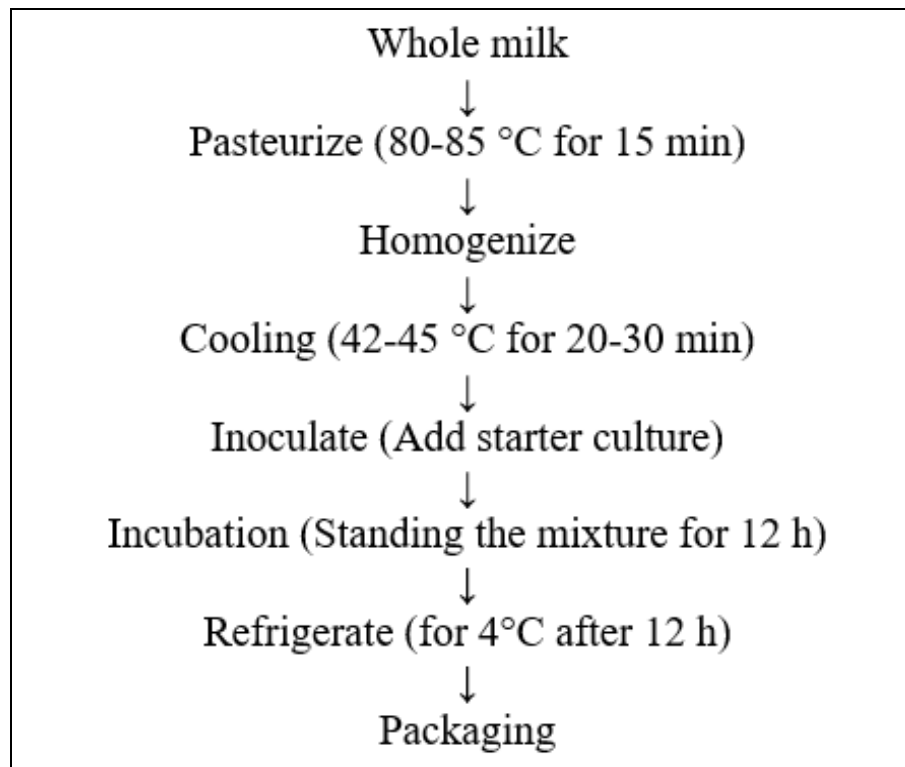 Whole milk
↓
Pasteurize (80-85 °C for 15 min)
↓
Homogenize
↓
Cooling (42-45 °C for 20-30 min)
↓
Inoculate (Add starter culture)
↓
Incubation (Standing the mixture for 12 h)
↓
Refrigerate (for 4°C after 12 h)
↓
Packaging